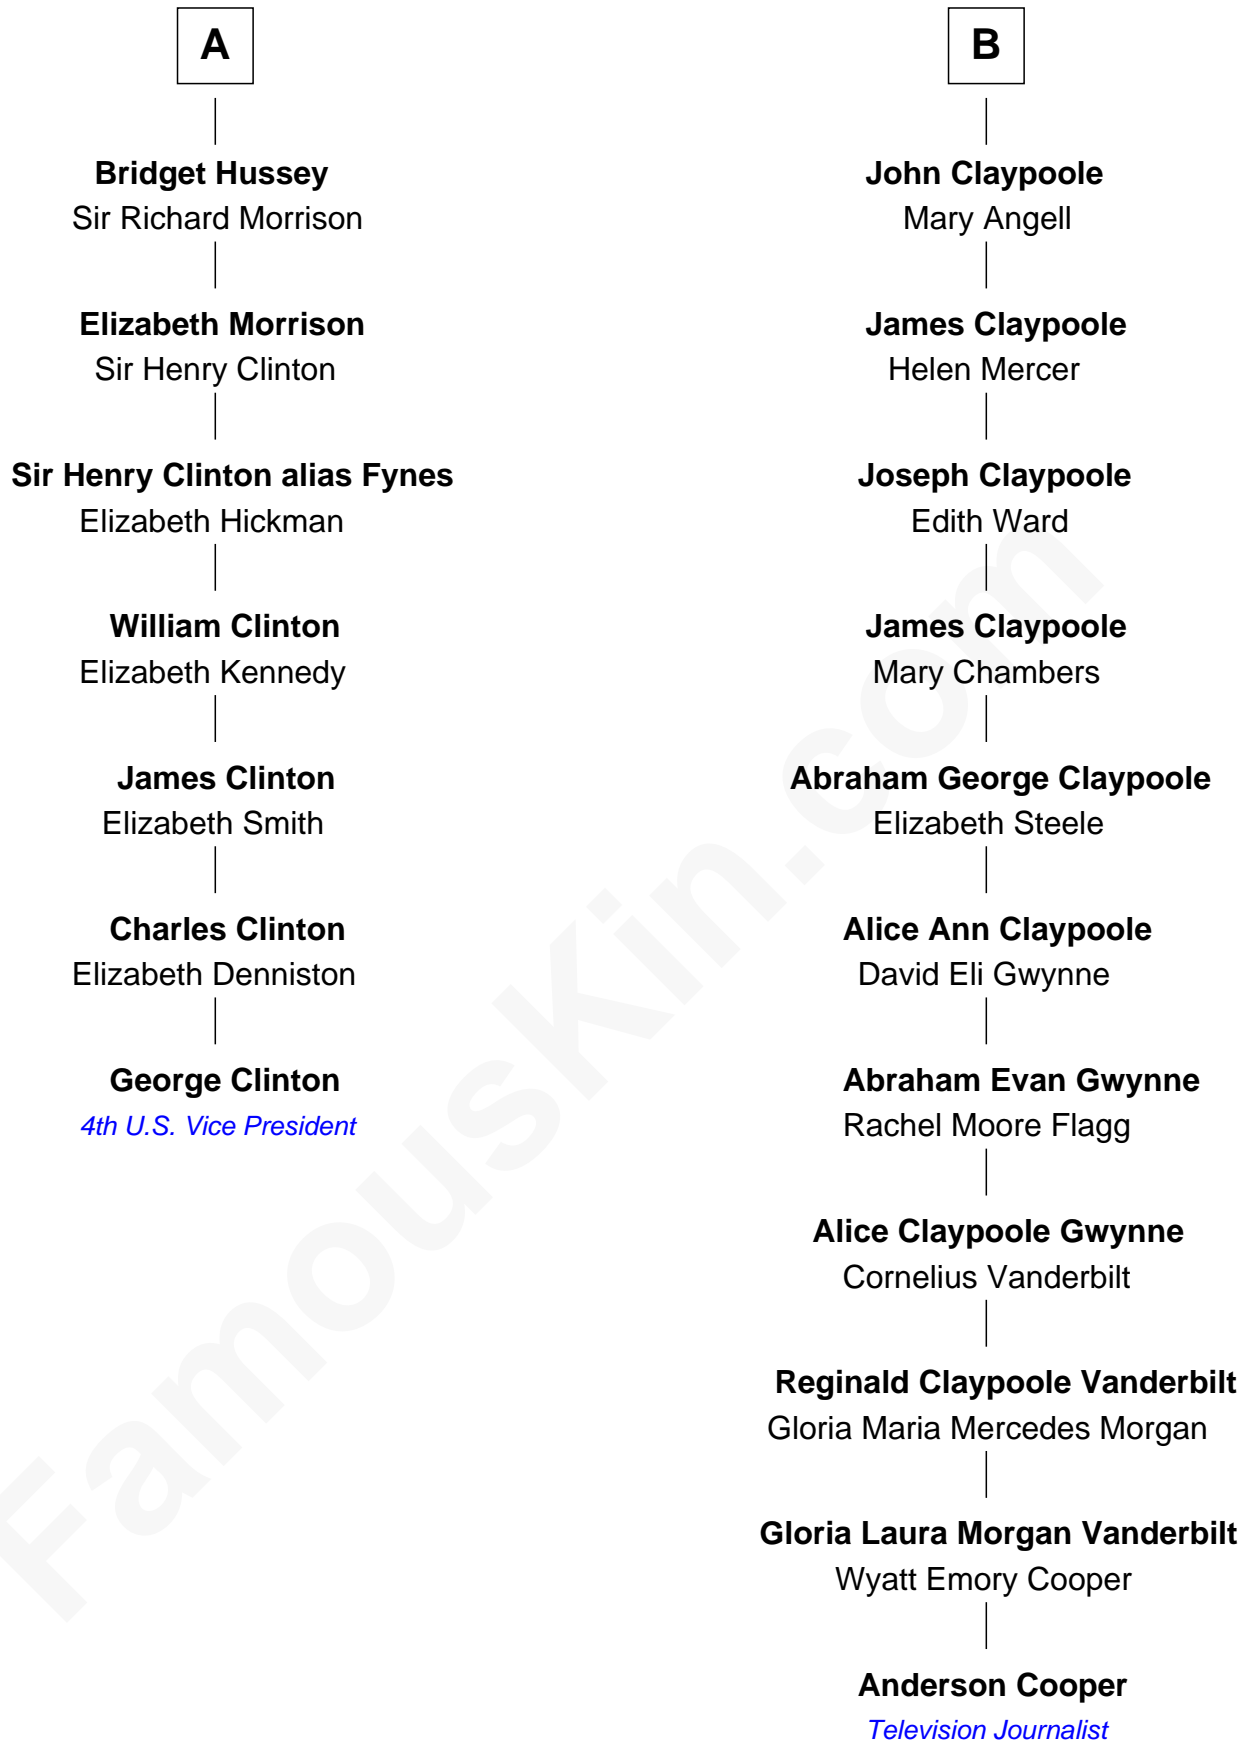 A
Bridget Hussey
Sir Richard Morrison
Elizabeth Morrison
Sir Henry Clinton
Sir Henry Clinton alias Fynes
Elizabeth Hickman
William Clinton
Elizabeth Kennedy
James Clinton
Elizabeth Smith
Charles Clinton
Elizabeth Denniston
George Clinton
4th U.S. Vice President
B
John Claypoole
Mary Angell
James Claypoole
Helen Mercer
Joseph Claypoole
Edith Ward
James Claypoole
Mary Chambers
Abraham George Claypoole
Elizabeth Steele
Alice Ann Claypoole
David Eli Gwynne
Abraham Evan Gwynne
Rachel Moore Flagg
Alice Claypoole Gwynne
Cornelius Vanderbilt
Reginald Claypoole Vanderbilt
Gloria Maria Mercedes Morgan
Gloria Laura Morgan Vanderbilt
Wyatt Emory Cooper
Anderson Cooper
Television Journalist
FamousKin.com